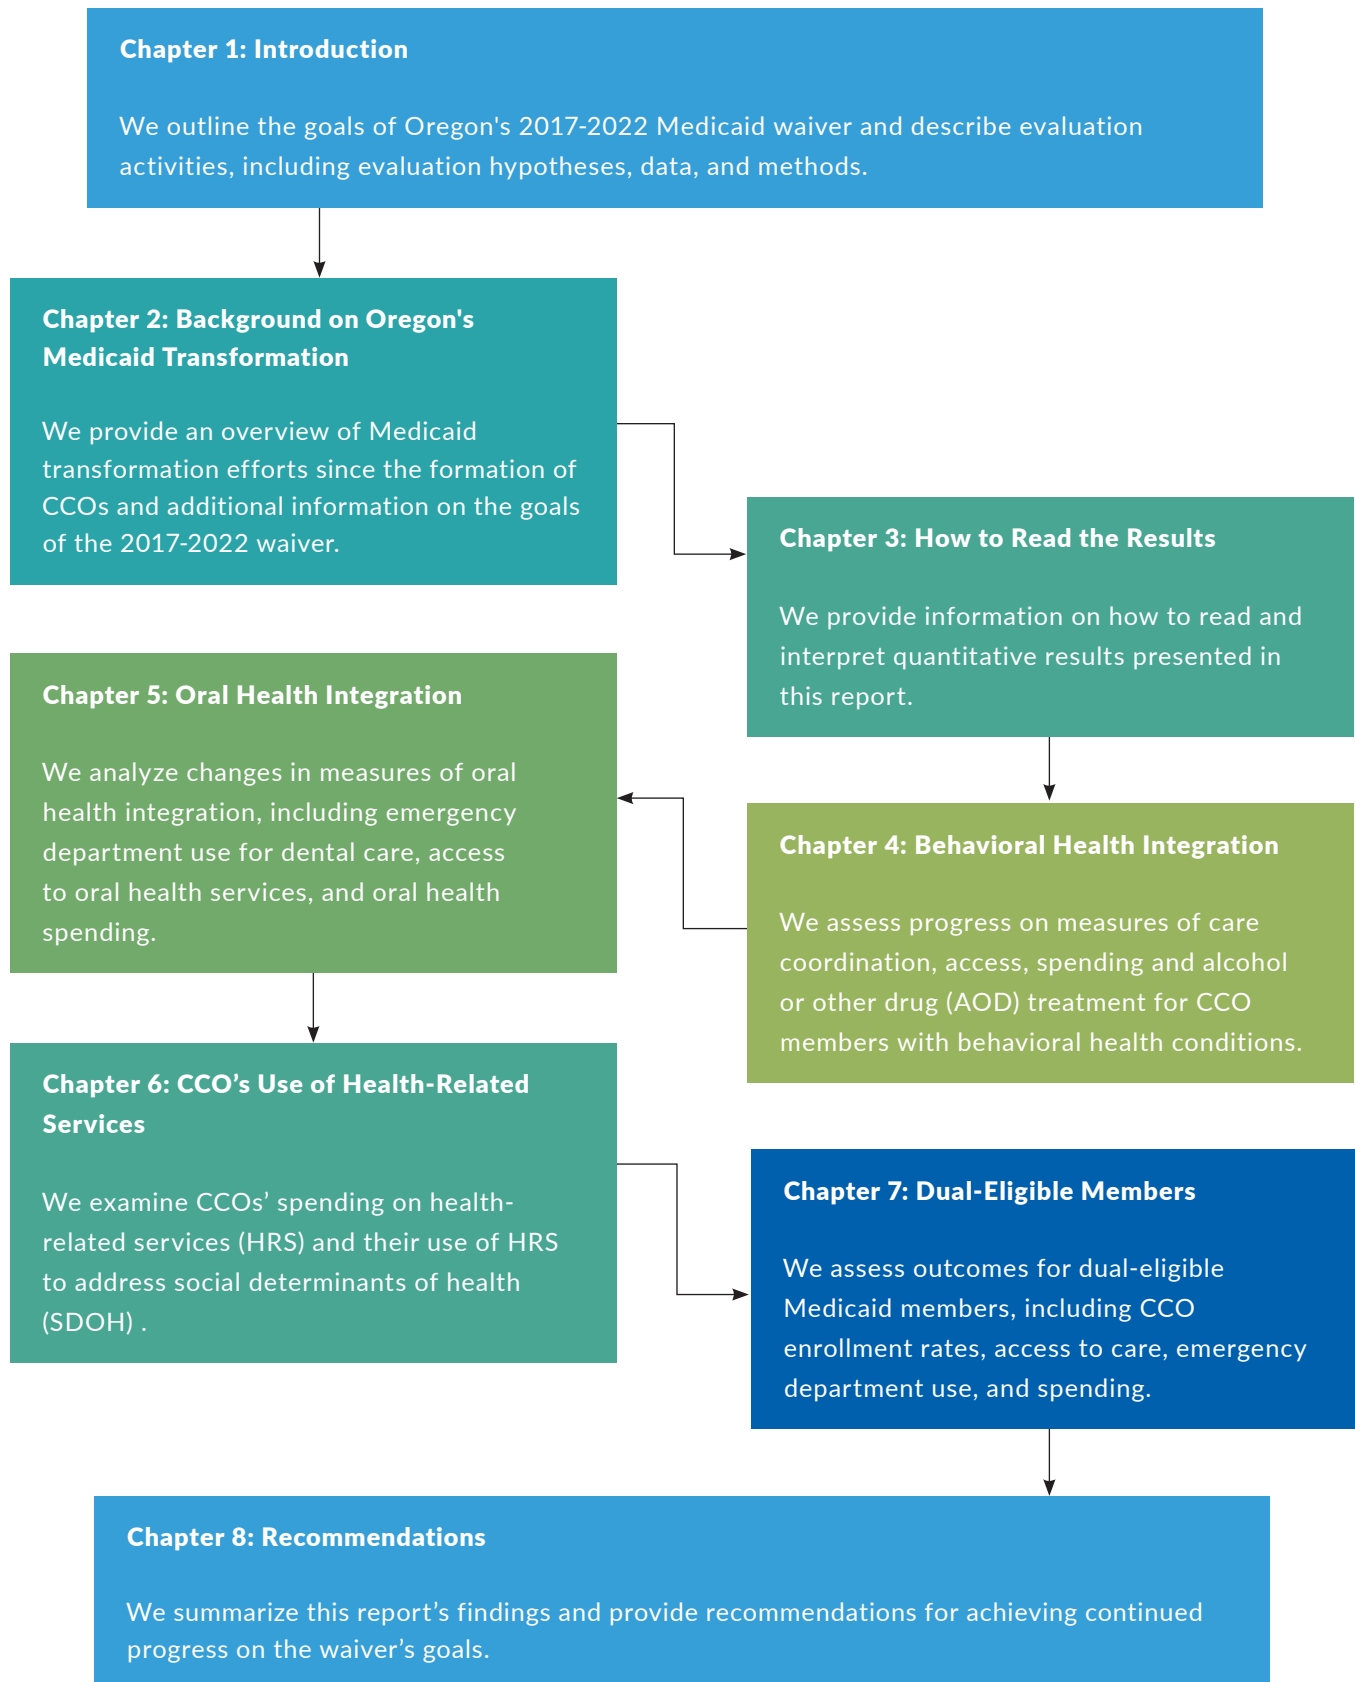 Chapter 1: Introduction
We outline the goals of Oregon's 2017-2022 Medicaid waiver and describe evaluation
activities, including evaluation hypotheses, data, and methods.
Chapter 2: Background on Oregon's
Medicaid Transformation
We provide an overview of Medicaid
transformation efforts since the formation of
CCOs and additional information on the goals
of the 2017-2022 waiver.
Chapter 3: How to Read the Results
We provide information on how to read and
interpret quantitative results presented in
this report.
Chapter 4: Behavioral Health Integration
We assess progress on measures of care
coordination, access, spending and alcohol
or other drug (AOD) treatment for CCO
members with behavioral health conditions.
Chapter 5: Oral Health Integration
We analyze changes in measures of oral
health integration, including emergency
department use for dental care, access
to oral health services, and oral health
spending.
Chapter 6: CCO’s Use of Health-Related
Services
We examine CCOs’ spending on health-
related services (HRS) and their use of HRS
to address social determinants of health
(SDOH) .
Chapter 7: Dual-Eligible Members
We assess outcomes for dual-eligible
Medicaid members, including CCO
enrollment rates, access to care, emergency
department use, and spending.
Chapter 8: Recommendations
We summarize this report’s findings and provide recommendations for achieving continued
progress on the waiver’s goals.